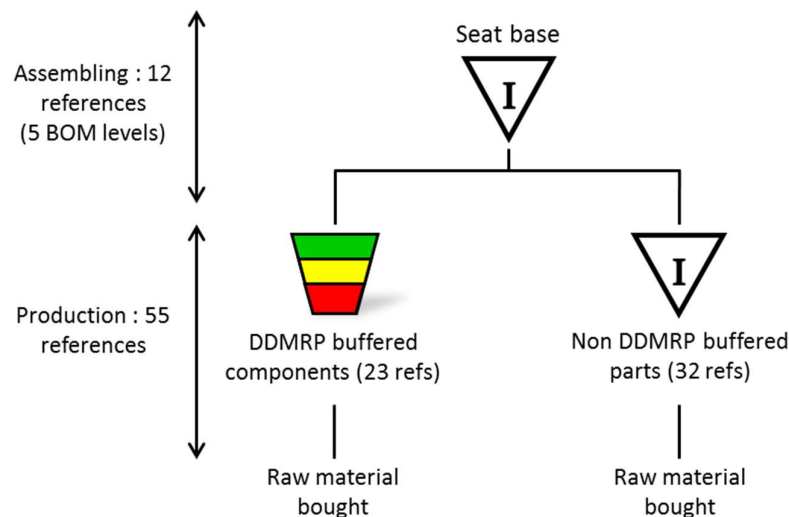 Seat base
I
Assembling : 12
references
(5 BOM levels)
I
Production : 55
references
DDMRP buffered
components (23 refs)
Non DDMRP buffered
parts (32 refs)
Raw material
bought
Raw material
bought